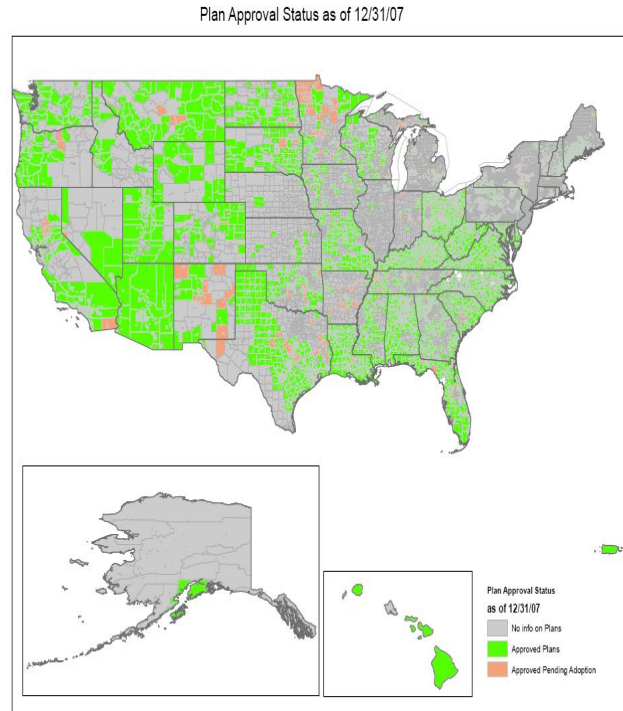 Plan Approval Status as of 12/31/07
Plan Approval Status
as of 12/31/07
No info on Plans
Approved Plans
Approved Pending Adoption